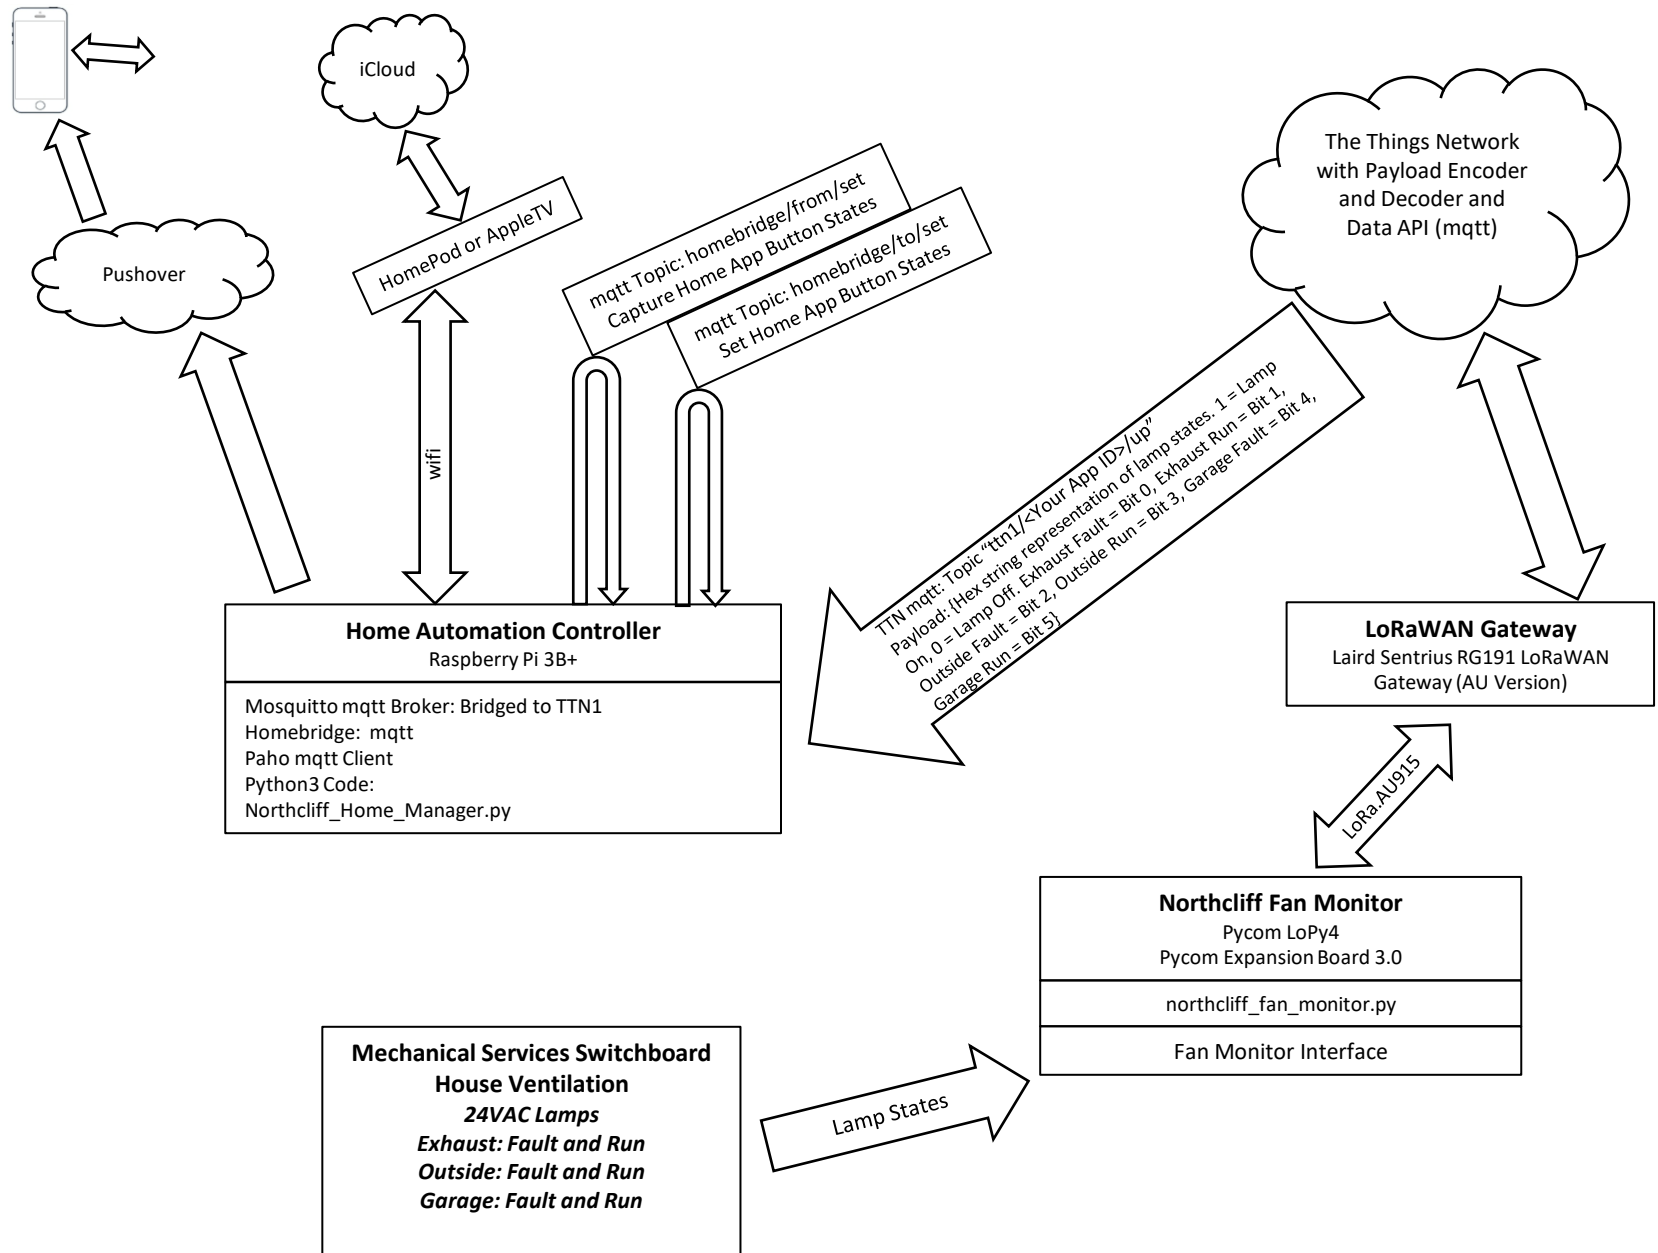 iCloud
The Things Network
with Payload Encoder
and Decoder and
Data API (mqtt)
Pushover
HomePod or AppleTV
mqtt Topic: homebridge/from/set
Capture Home App Button States
mqtt Topic: homebridge/to/set
Set Home App Button States
wifi
TTN mqtt: Topic “ttn1/<Your App ID>/up”
Payload: {Hex string representation of lamp states. 1 = Lamp
On, 0 = Lamp Off. Exhaust Fault = Bit 0, Exhaust Run = Bit 1,
Outside Fault = Bit 2, Outside Run = Bit 3, Garage Fault = Bit 4,
Garage Run = Bit 5}
Home Automation Controller
Raspberry Pi 3B+
Mosquitto mqtt Broker: Bridged to TTN1
Homebridge: mqtt
Paho mqtt Client
Python3 Code:
Northcliff_Home_Manager.py
LoRaWAN Gateway
Laird Sentrius RG191 LoRaWAN
Gateway (AU Version)
LoRa.AU915
Northcliff Fan Monitor
Pycom LoPy4
Pycom Expansion Board 3.0
northcliff_fan_monitor.py
Fan Monitor Interface
Mechanical Services Switchboard
House Ventilation
24VAC Lamps
Exhaust: Fault and Run
Outside: Fault and Run
Garage: Fault and Run
Lamp States